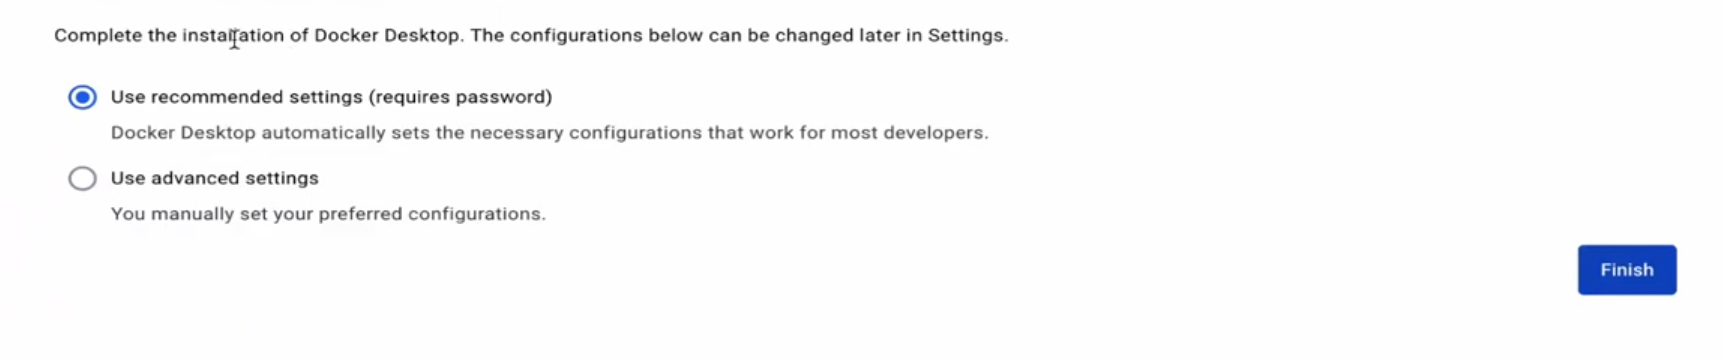 Complete the installation of Docker Desktop. The configurations below can be changed later in Settings.
Use recommended settings (requires password)
Docker Desktop automatically sets the necessary configurations that work for most developers.
Use advanced settings
You manually set your preferred configurations.
Finish